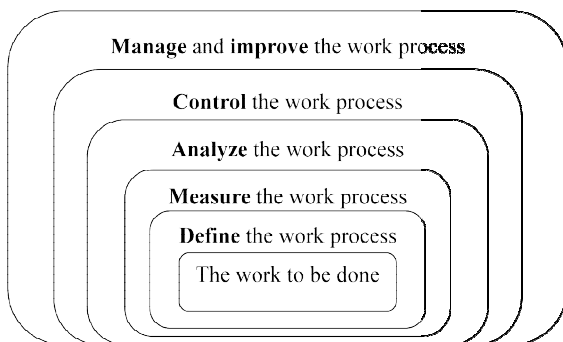 Manage and improve the work process
Control the work process
Analyze the work process
Measure the work process
Define the work process
The work to be done